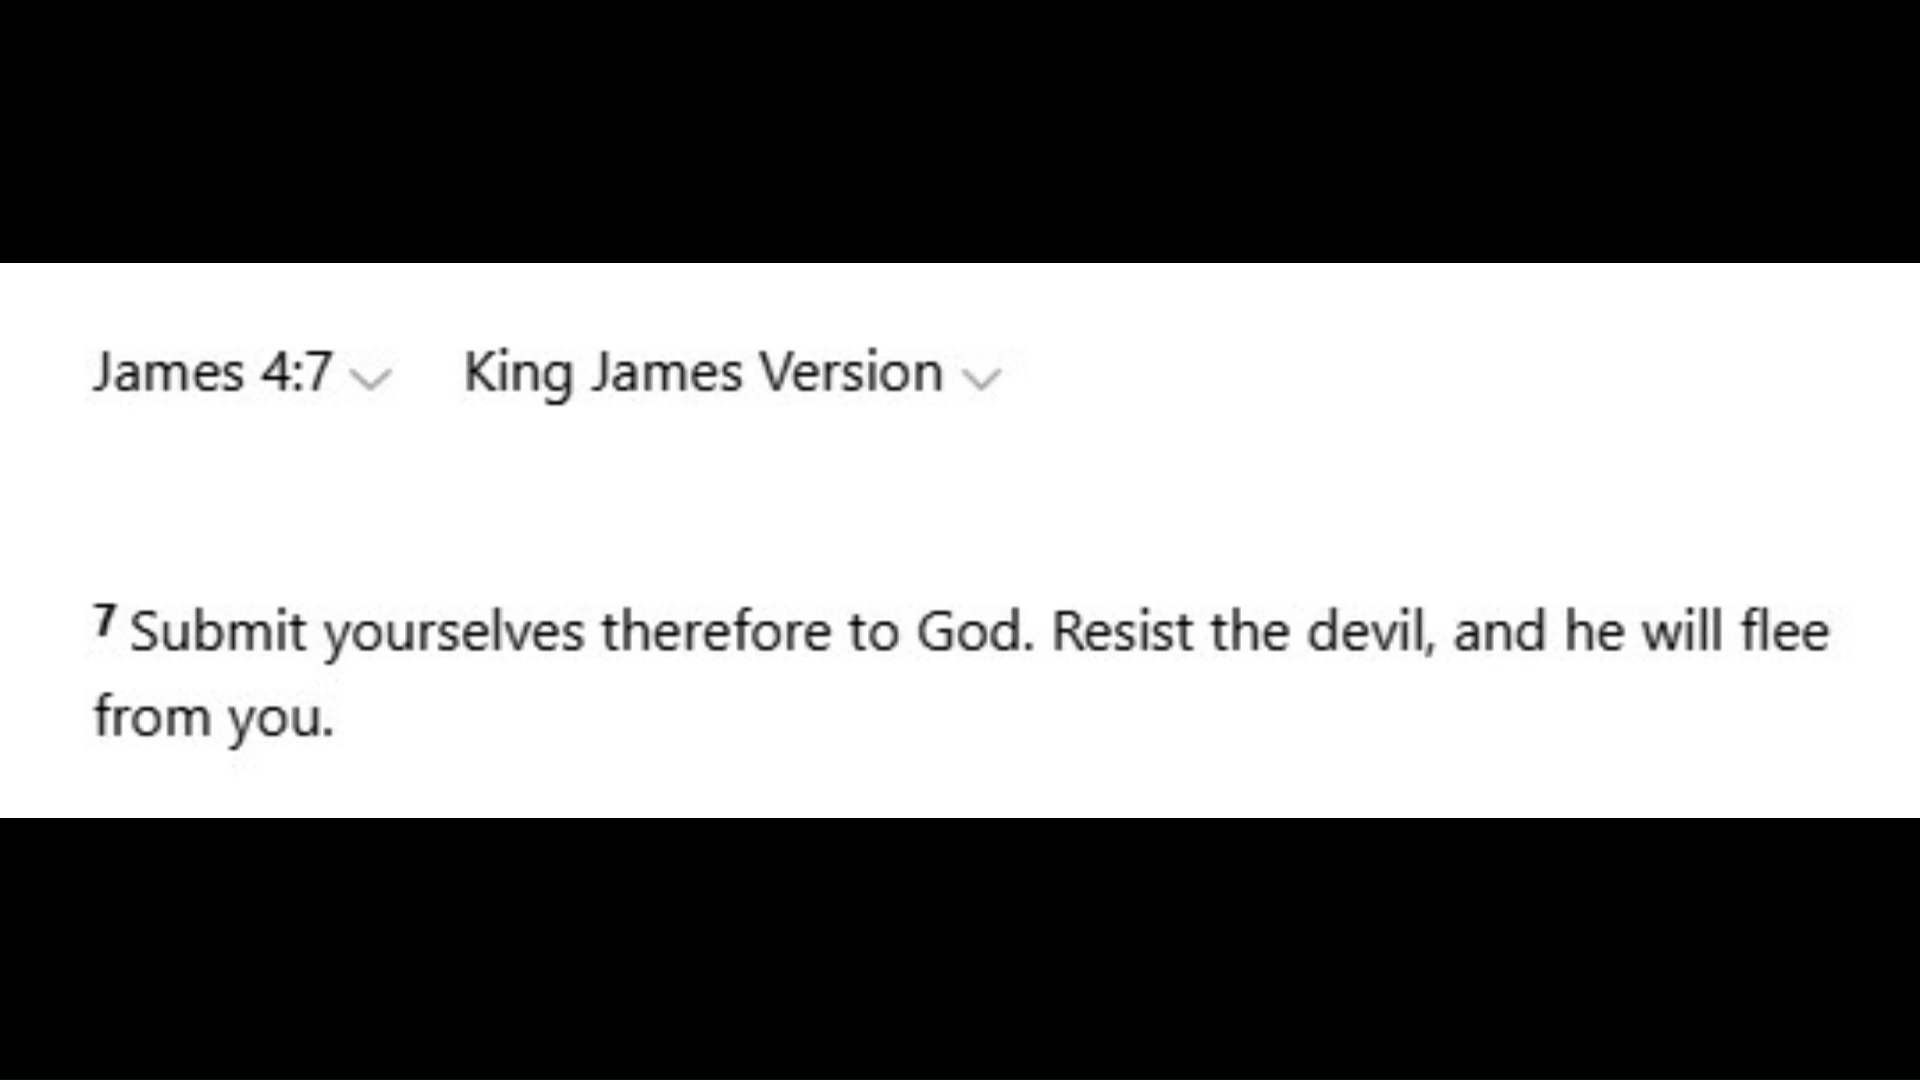 James 4:7 King James Version
7 Submit yourselves therefore to God. Resist the devil, and he will flee
from you.